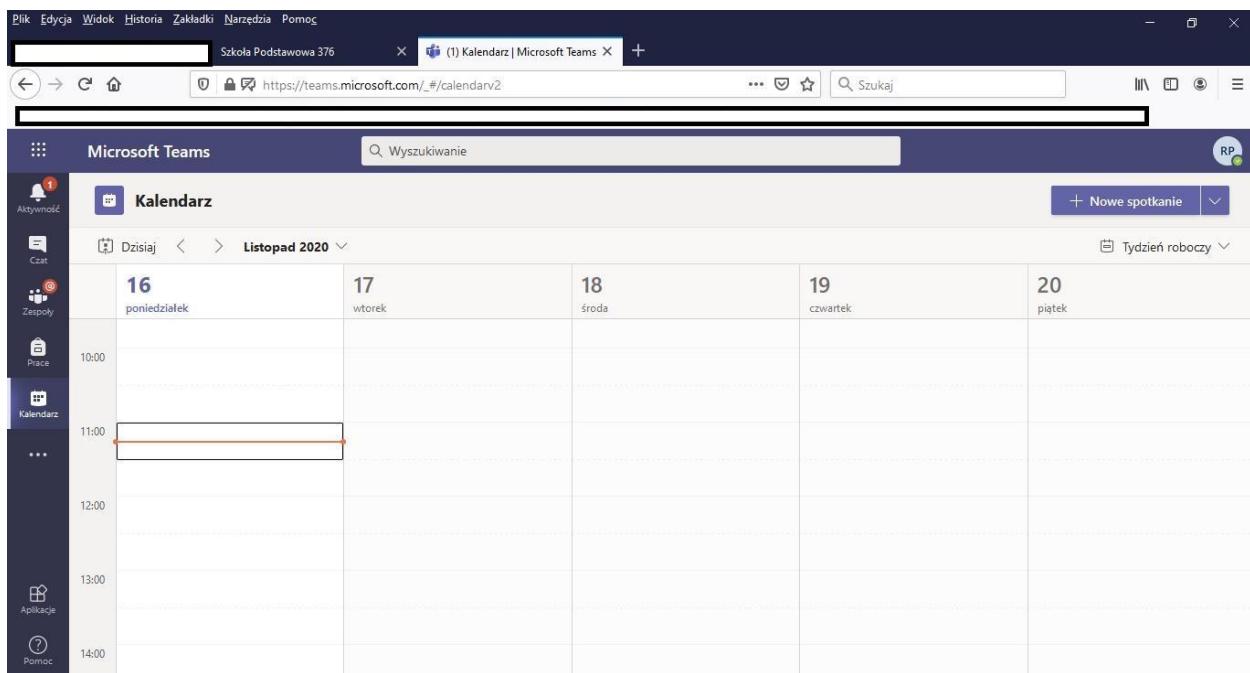 Plik Edycja Widok Historia Zakładki Narzędzia Pomoc
Szkoła Podstawowa 376
(1) Kalendarz | Microsoft Teams
https://teams.microsoft.com/_#/calendarv2
Szukaj
Microsoft Teams
Wyszukiwanie
RP
1
Aktywność
Kalendarz
+ Nowe spotkanie
Czat
Dzisiaj
Listopad 2020
Tydzień roboczy
Zespoły
16
poniedziałek
17
wtorek
18
środa
19
czwartek
20
piątek
Prace
10:00
Kalendarz
11:00
12:00
13:00
Aplikacje
14:00
Pomoc